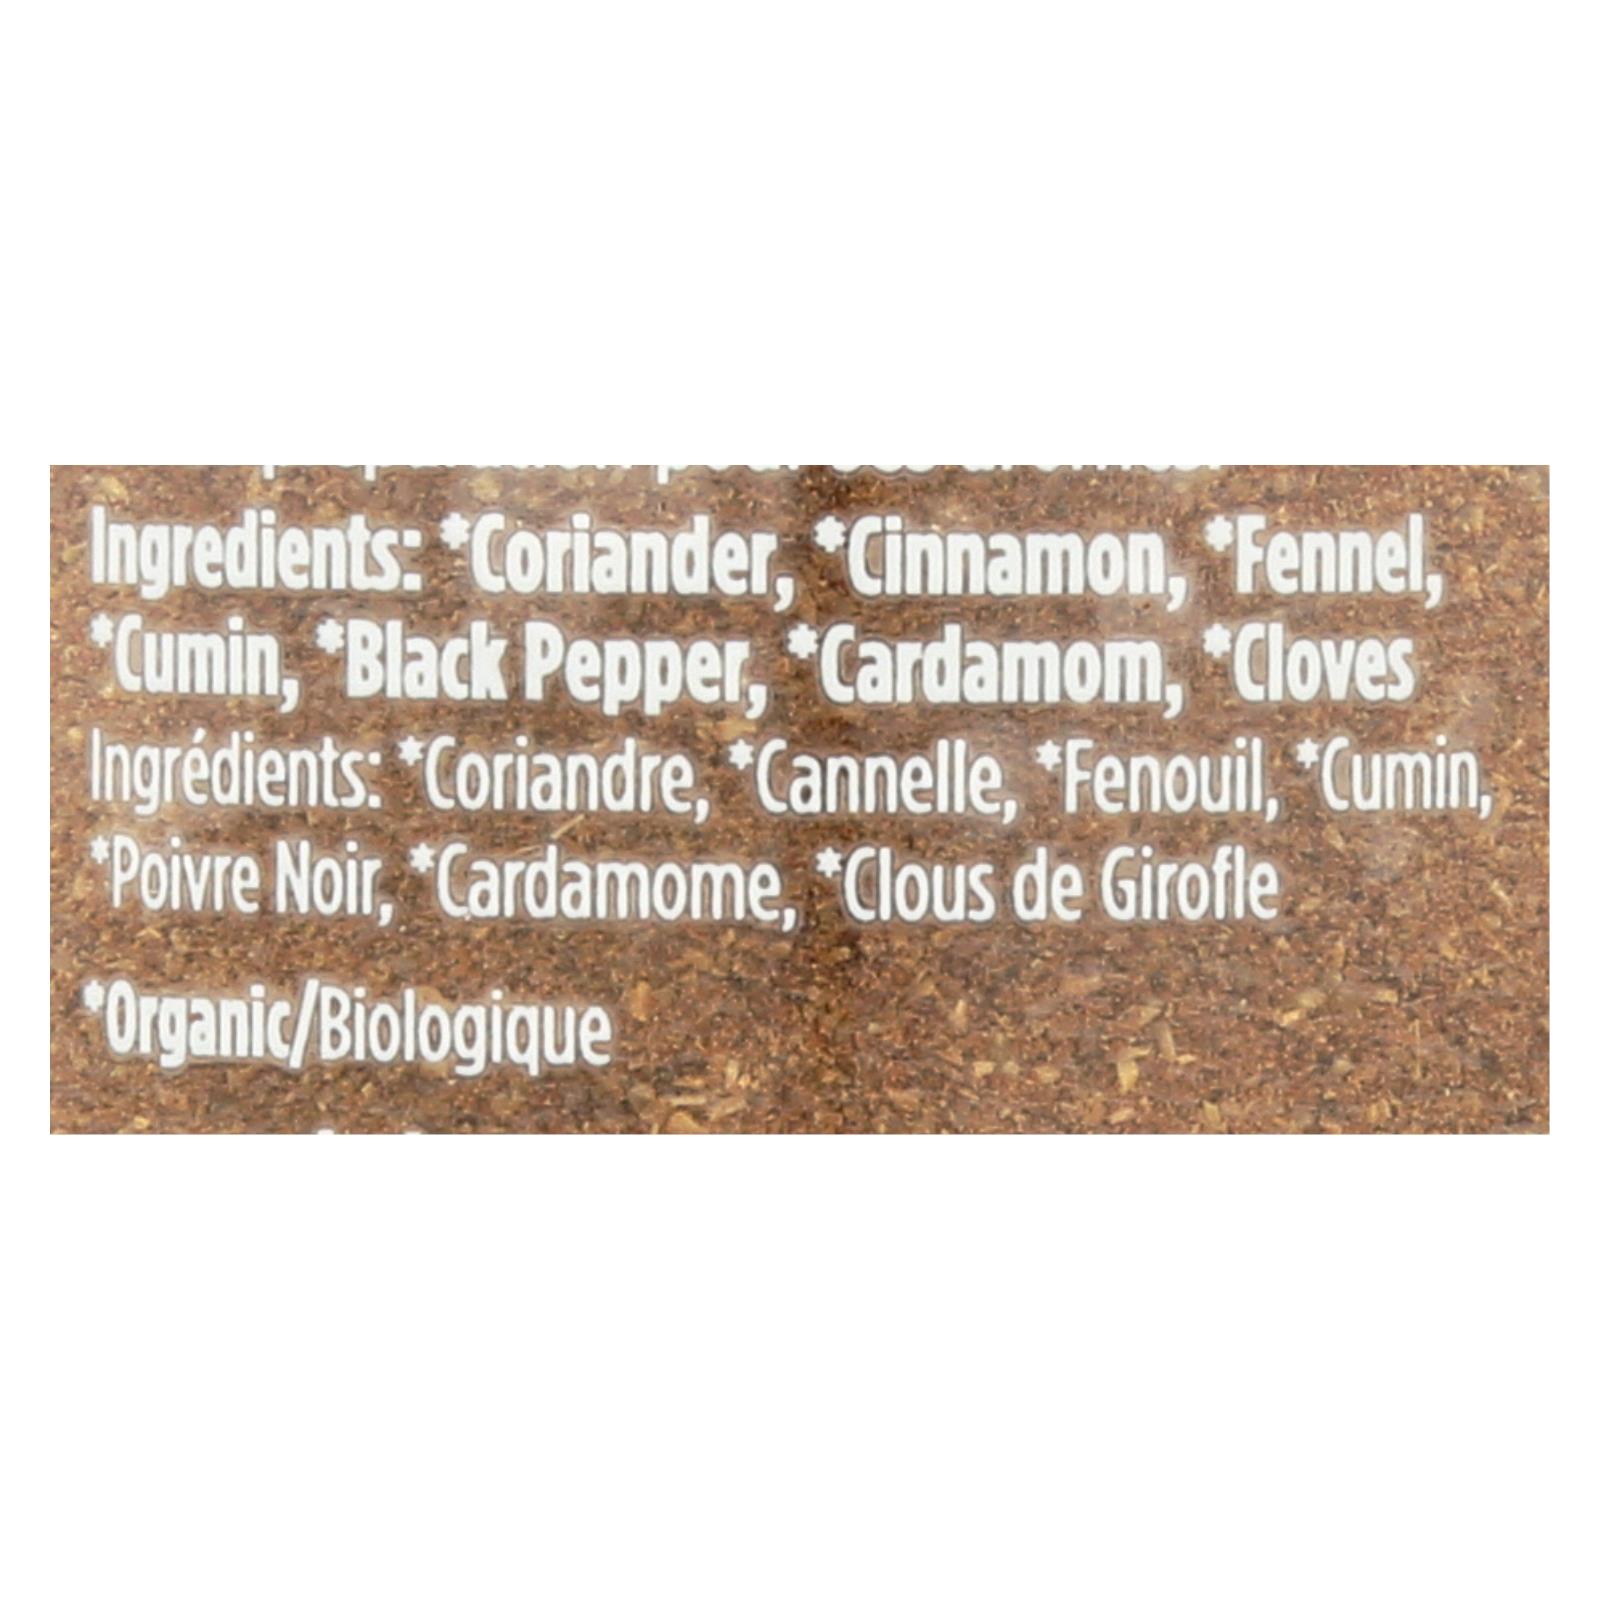 Ingredients: *Coriander, *Cinnamon, *Fennel,
*Cumin, *Black Pepper, *Cardamom, *Cloves
Ingrédients: *Coriandre, *Cannelle, *Fenouil, *Cumin,
*Poivre Noir, *Cardamome, *Clous de Girofle
*Organic/Biologique